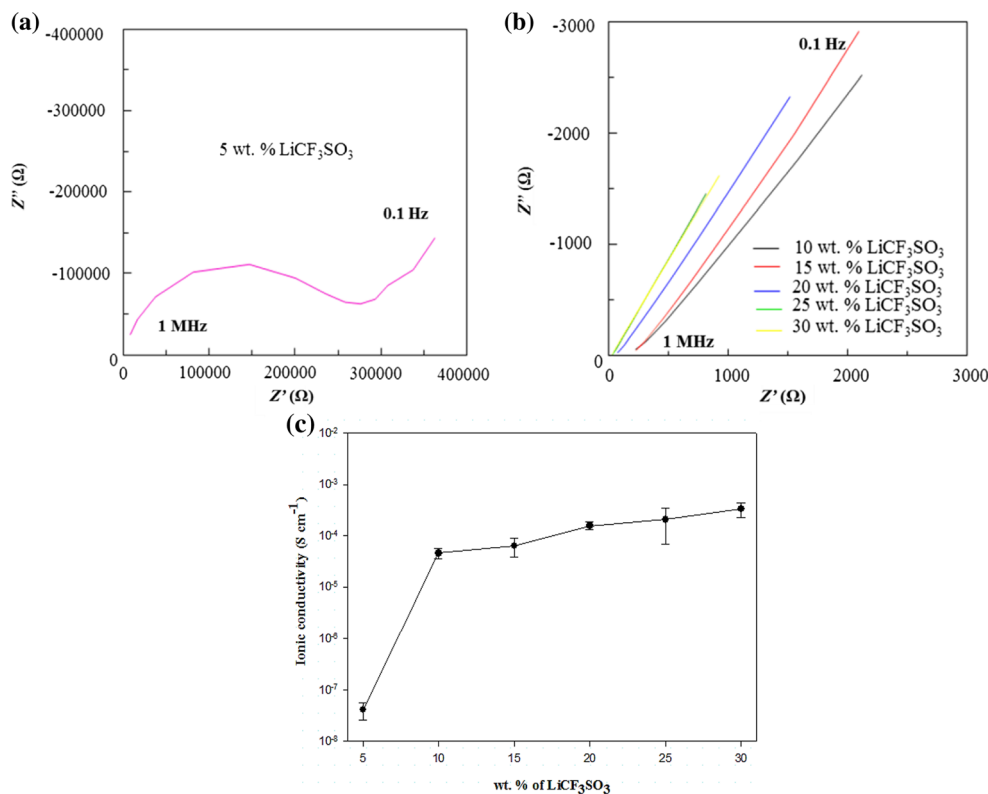 (a)
-400000
-300000
-200000
-100000
0
Z'' (Ω)
5 wt. % LiCF₃SO₃
0.1 Hz
1 MHz
0 100000 200000 300000 400000
Z' (Ω)
(b)
-3000
-2000
-1000
0
Z'' (Ω)
0.1 Hz
10 wt. % LiCF₃SO₃
15 wt. % LiCF₃SO₃
20 wt. % LiCF₃SO₃
25 wt. % LiCF₃SO₃
30 wt. % LiCF₃SO₃
1 MHz
0 1000 2000 3000
Z' (Ω)
(c)
10⁻²
10⁻³
10⁻⁴
10⁻⁵
10⁻⁶
10⁻⁷
10⁻⁸
Ionic conductivity (S cm⁻¹)
5 10 15 20 25 30
wt. % of LiCF₃SO₃